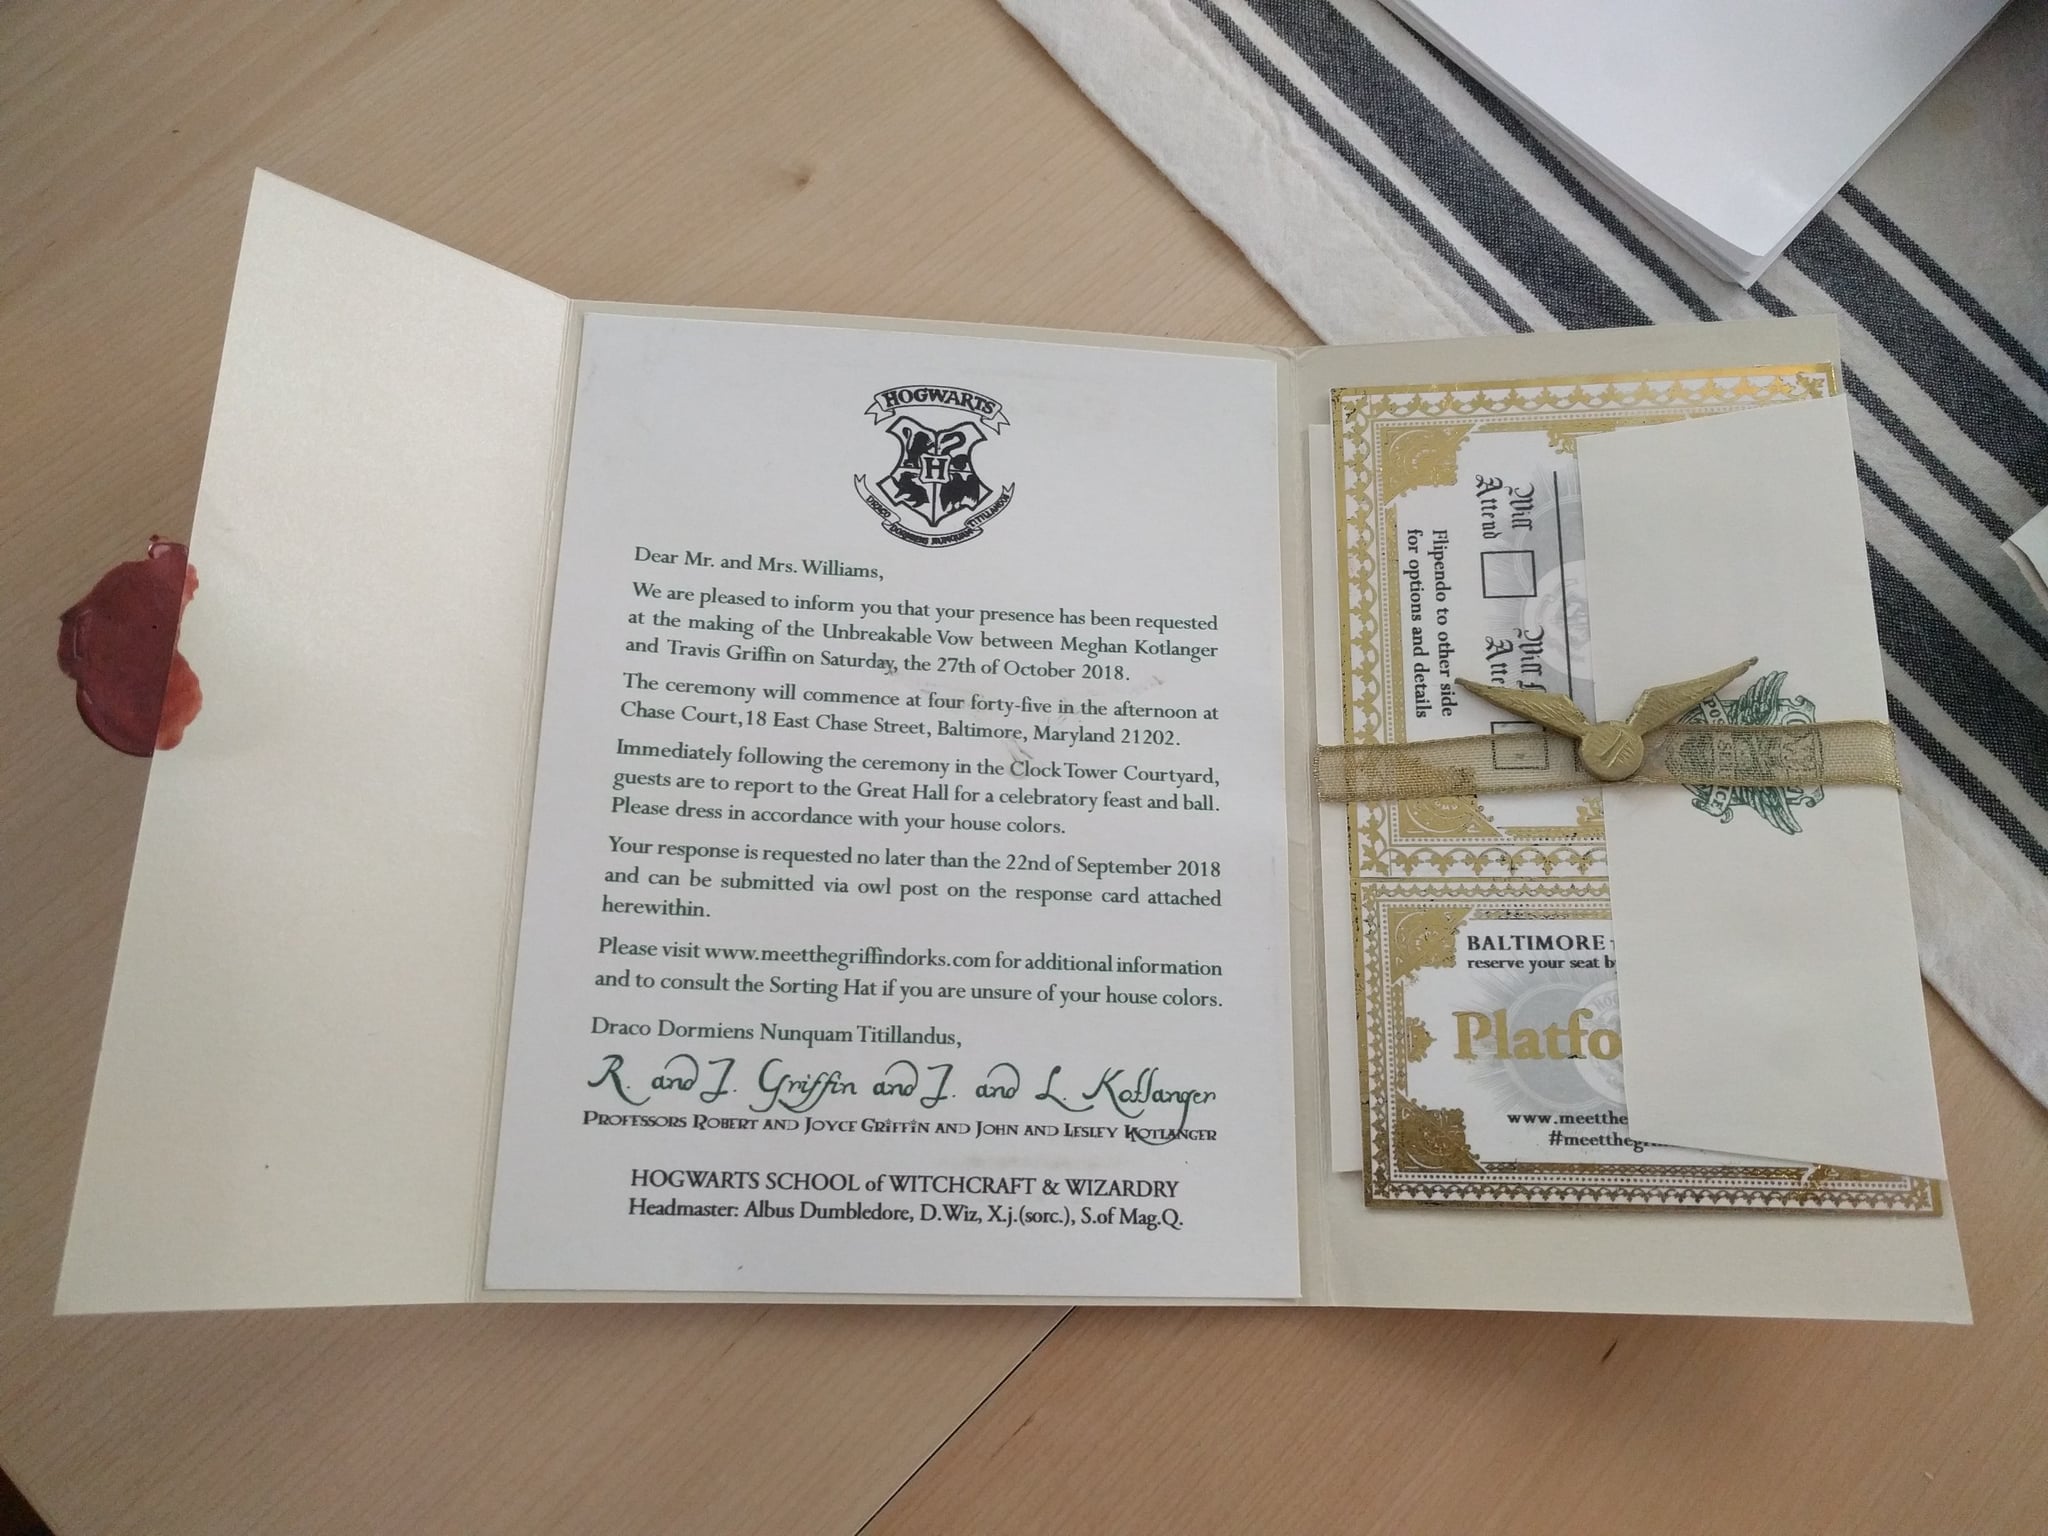 HOGWARTS
H
DRACO DORMIENS NUNQUAM TITILLANDUS
Dear Mr. and Mrs. Williams,
We are pleased to inform you that your presence has been requested
at the making of the Unbreakable Vow between Meghan Kotlanger
and Travis Griffin on Saturday, the 27th of October 2018.
The ceremony will commence at four forty-five in the afternoon at
Chase Court,18 East Chase Street, Baltimore, Maryland 21202.
Immediately following the ceremony in the Clock Tower Courtyard,
guests are to report to the Great Hall for a celebratory feast and ball.
Please dress in accordance with your house colors.
Your response is requested no later than the 22nd of September 2018
and can be submitted via owl post on the response card attached
herewithin.
Please visit www.meetthegriffindorks.com for additional information
and to consult the Sorting Hat if you are unsure of your house colors.
Draco Dormiens Nunquam Titillandus,
R. and J. Griffin and J. and L. Kotlanger
PROFESSORS ROBERT AND JOYCE GRIFFIN AND JOHN AND LESLEY KOTLANGER
HOGWARTS SCHOOL of WITCHCRAFT & WIZARDRY
Headmaster: Albus Dumbledore, D.Wiz, X.j.(sorc.), S.of Mag.Q.
Will
Attend
Will
Flipendo to other side
for options and details
BALTIMORE
reserve your seat
Platfo
www.meetthe